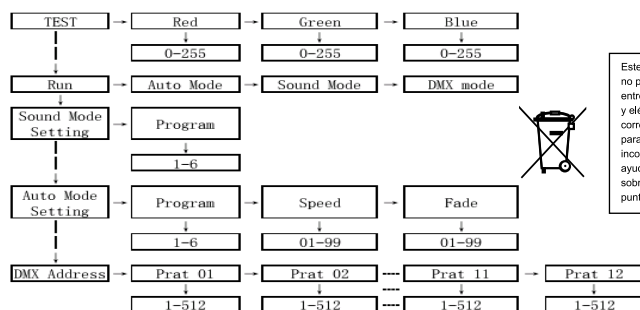 TEST Red Green Blue
0-255 0-255 0-255
Run Auto Mode Sound Mode DMX mode
Sound Mode Setting Program
1-6
Auto Mode Setting Program Speed Fade
1-6 01-99 01-99
DMX Address Prat 01 Prat 02 Prat 11 Prat 12
1-512 1-512 1-512 1-512
Este
no p
entre
y ele
corre
para
inco
ayud
sobr
punt